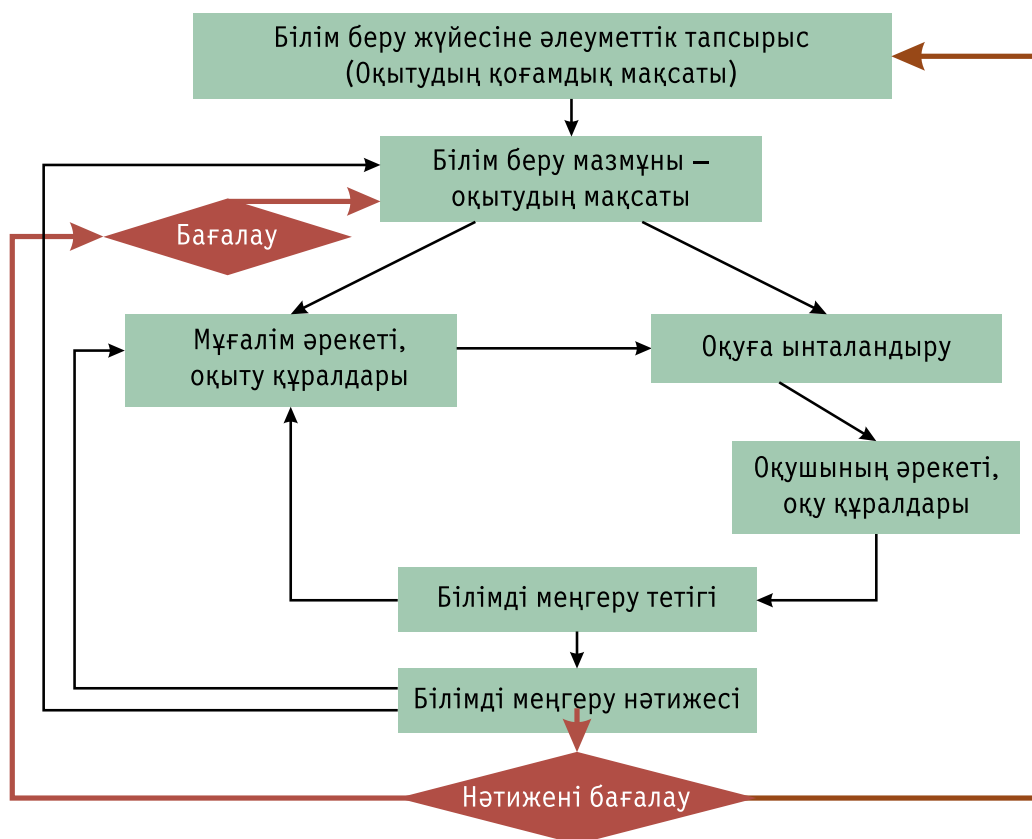 Білім беру жүйесіне әлеуметтік тапсырыс
(Оқытудың қоғамдық мақсаты)
Білім беру мазмұны –
оқытудың мақсаты
Бағалау
Мұғалім әрекеті,
оқыту құралдары
Оқуға ынталандыру
Оқушының әрекеті,
оқу құралдары
Білімді меңгеру тетігі
Білімді меңгеру нәтижесі
Нәтижені бағалау